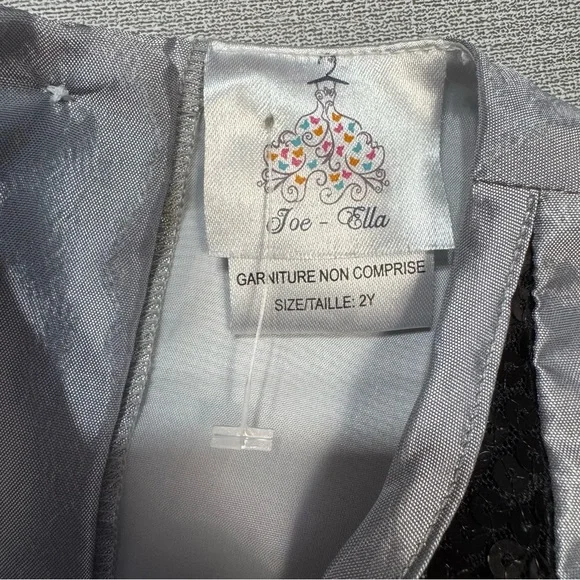 Joe - Ella
GARNITURE NON COMPRISE
SIZE/TAILLE: 2Y